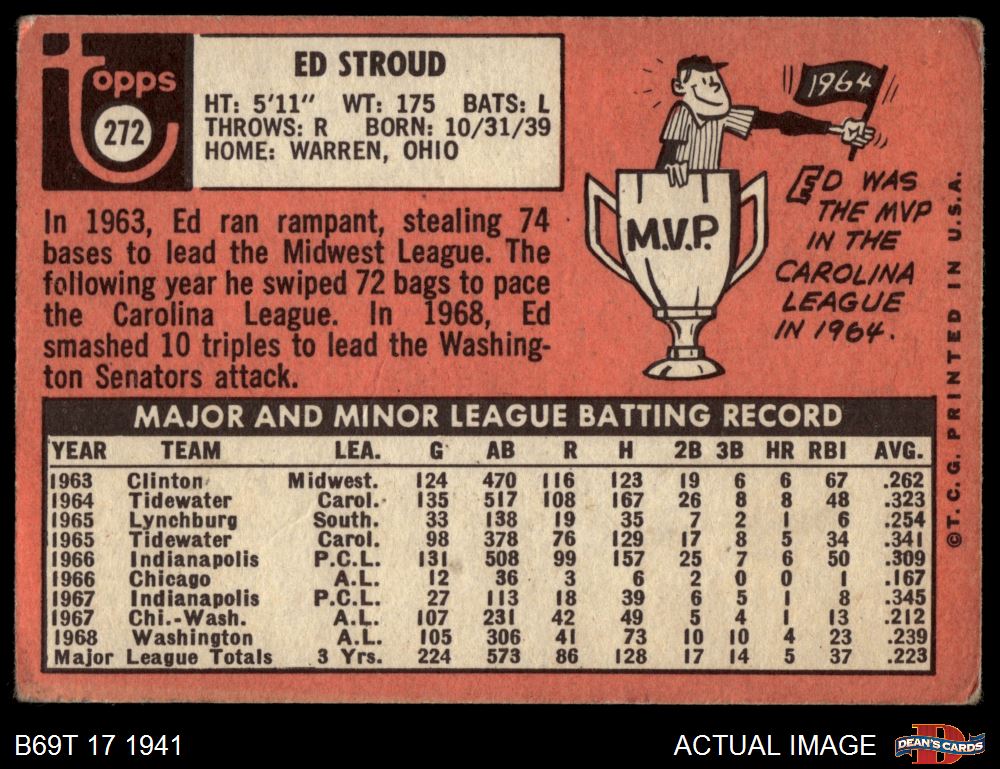 topps
272
ED STROUD
HT: 5'11" WT: 175 BATS: L
THROWS: R BORN: 10/31/39
HOME: WARREN, OHIO
In 1963, Ed ran rampant, stealing 74
bases to lead the Midwest League. The
following year he swiped 72 bags to pace
the Carolina League. In 1968, Ed
smashed 10 triples to lead the Washing-
ton Senators attack.
1964
M.V.P.
ED WAS
THE MVP
IN THE
CAROLINA
LEAGUE
IN 1964.
©T. C. G. PRINTED IN U.S.A.
MAJOR AND MINOR LEAGUE BATTING RECORD
YEAR TEAM LEA. G AB R H 2B 3B HR RBI AVG.
1963 Clinton Midwest. 124 470 116 123 19 6 6 67 .262
1964 Tidewater Carol. 135 517 108 167 26 8 8 48 .323
1965 Lynchburg South. 33 138 19 35 7 2 1 6 .254
1965 Tidewater Carol. 98 378 76 129 17 8 5 34 .341
1966 Indianapolis P.C.L. 131 508 99 157 25 7 6 50 .309
1966 Chicago A.L. 12 36 3 6 2 0 0 1 .167
1967 Indianapolis P.C.L. 27 113 18 39 6 5 1 8 .345
1967 Chi.-Wash. A.L. 107 231 42 49 5 4 1 13 .212
1968 Washington A.L. 105 306 41 73 10 10 4 23 .239
Major League Totals 3 Yrs. 224 573 86 128 17 14 5 37 .223
B69T 17 1941
ACTUAL IMAGE
D
DEAN'S CARDS